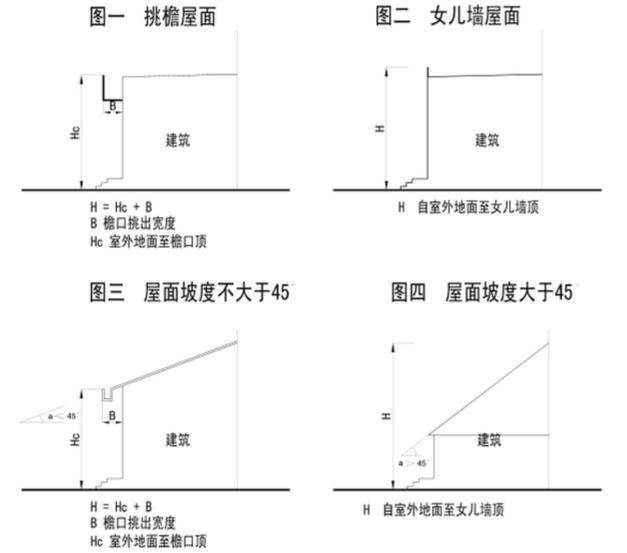 图一 挑檐屋面
图二 女儿墙屋面
B
Hc
建筑
H
建筑
H = Hc + B
B 檐口挑出宽度
Hc 室外地面至檐口顶
H 自室外地面至女儿墙顶
图三 屋面坡度不大于45°
图四 屋面坡度大于45°
a ≤ 45°
B
Hc
建筑
H
建筑
a > 45°
H = Hc + B
B 檐口挑出宽度
Hc 室外地面至檐口顶
H 自室外地面至女儿墙顶